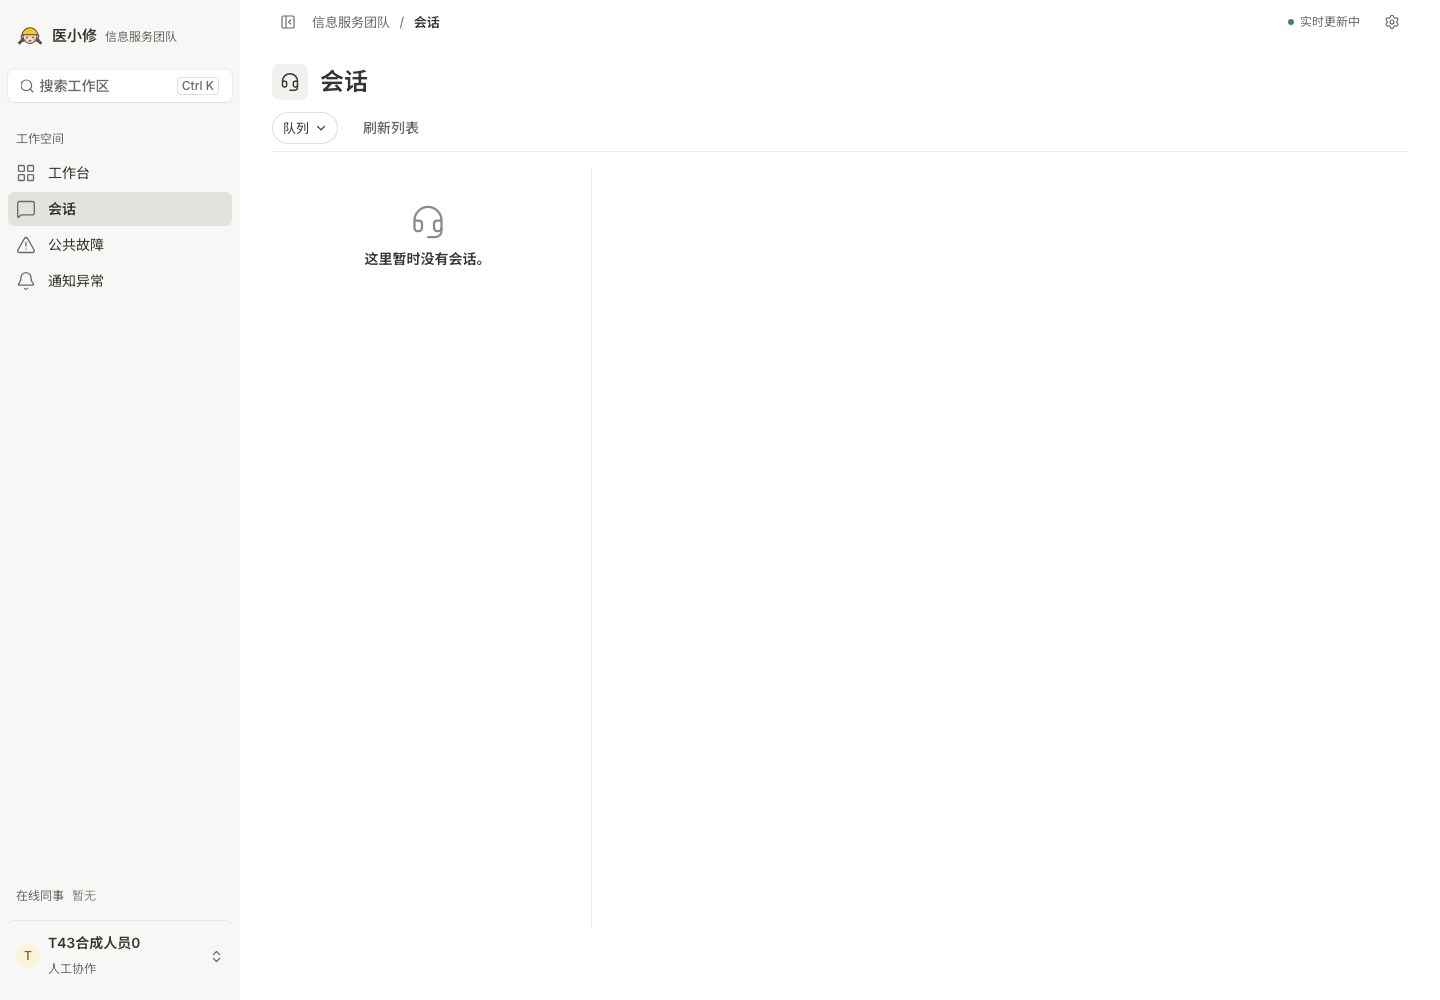 医小修 信息服务团队
搜索工作区 Ctrl K
工作空间
工作台
会话
公共故障
通知异常
在线同事 暂无
T
T43合成人员0
人工协作
信息服务团队 / 会话
实时更新中
会话
队列
刷新列表
这里暂时没有会话。